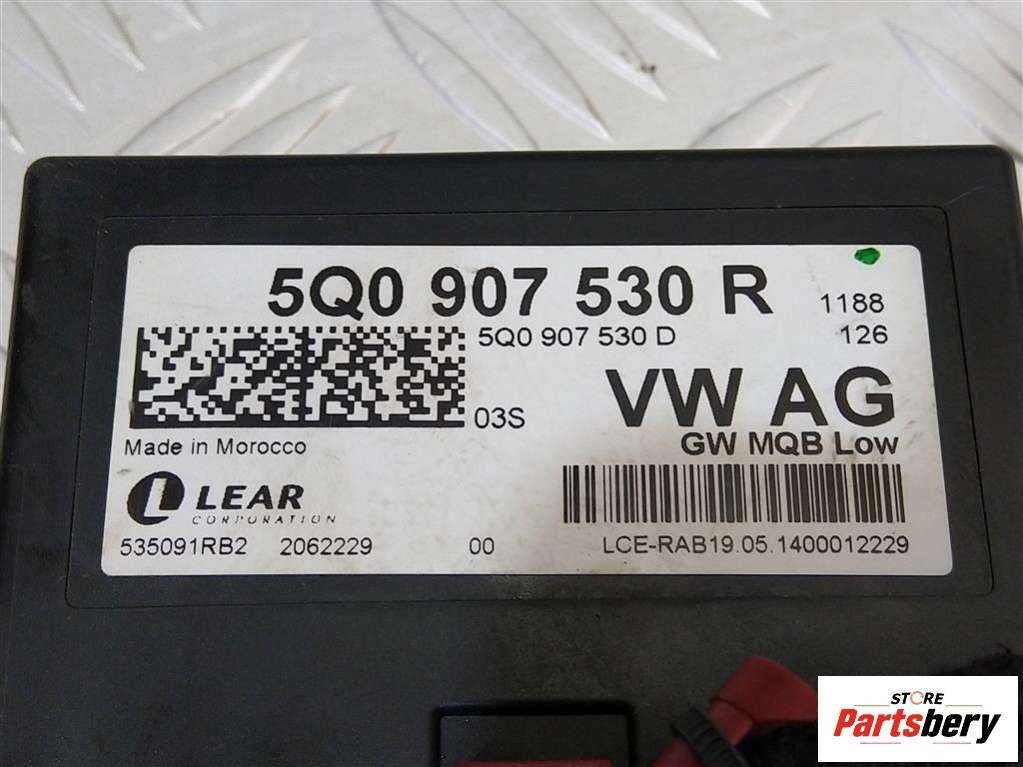 5Q0 907 530 R 1188
5Q0 907 530 D 126
03S VW AG
Made in Morocco GW MQB Low
LEAR
CORPORATION
535091RB2 2062229 00 LCE-RAB19.05.1400012229
STORE
Partsbery